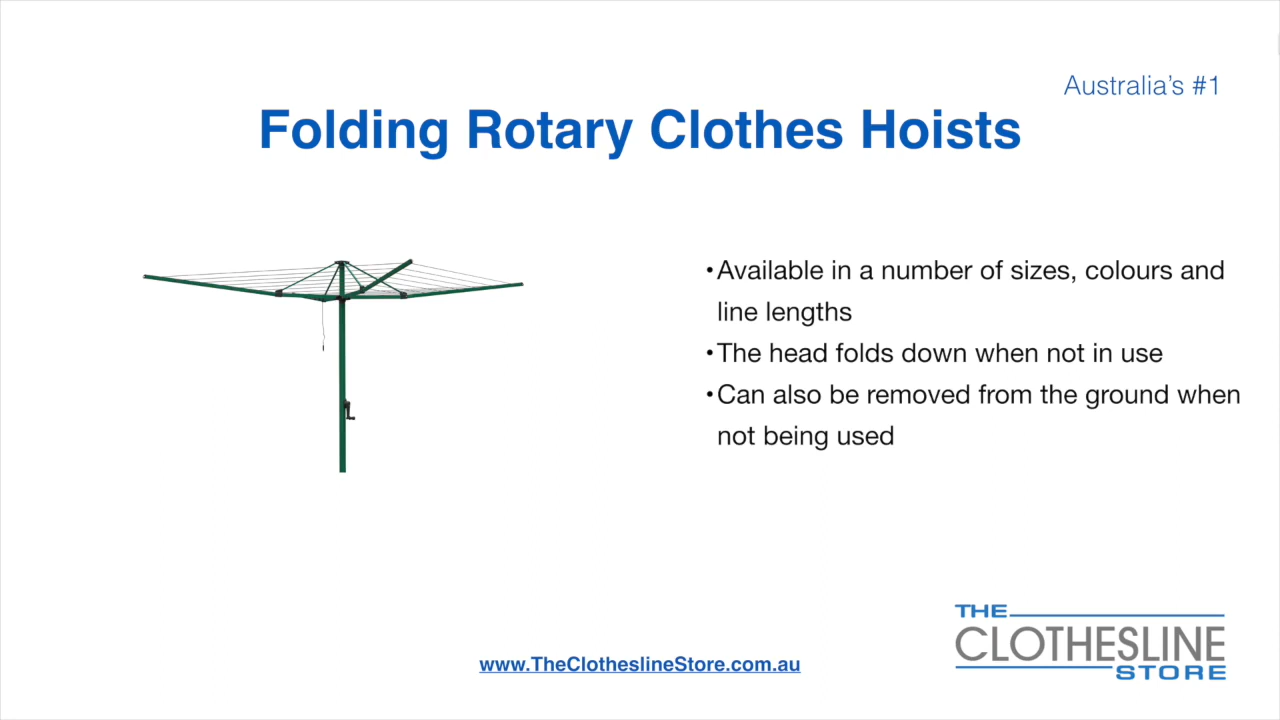 Australia's #1
Folding Rotary Clothes Hoists
•Available in a number of sizes, colours and
line lengths
•The head folds down when not in use
•Can also be removed from the ground when
not being used
www.TheClotheslineStore.com.au
THE
CLOTHESLINE
STORE